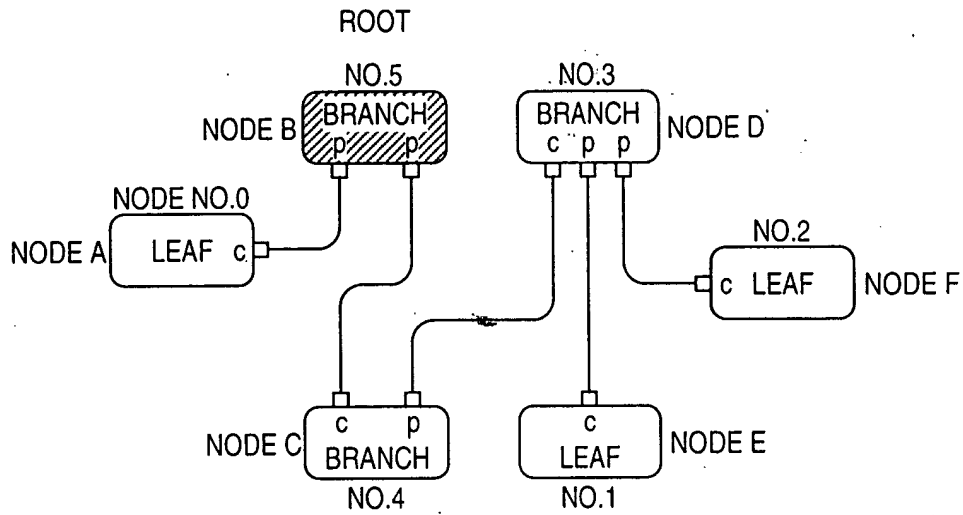 ROOT
NO.5
NO.3
BRANCH
BRANCH
NODE B
NODE D
p p
c p p
NODE NO.0
NODE A
LEAF c
NO.2
c LEAF
NODE F
c p
c
NODE C
NODE E
BRANCH
LEAF
NO.4
NO.1